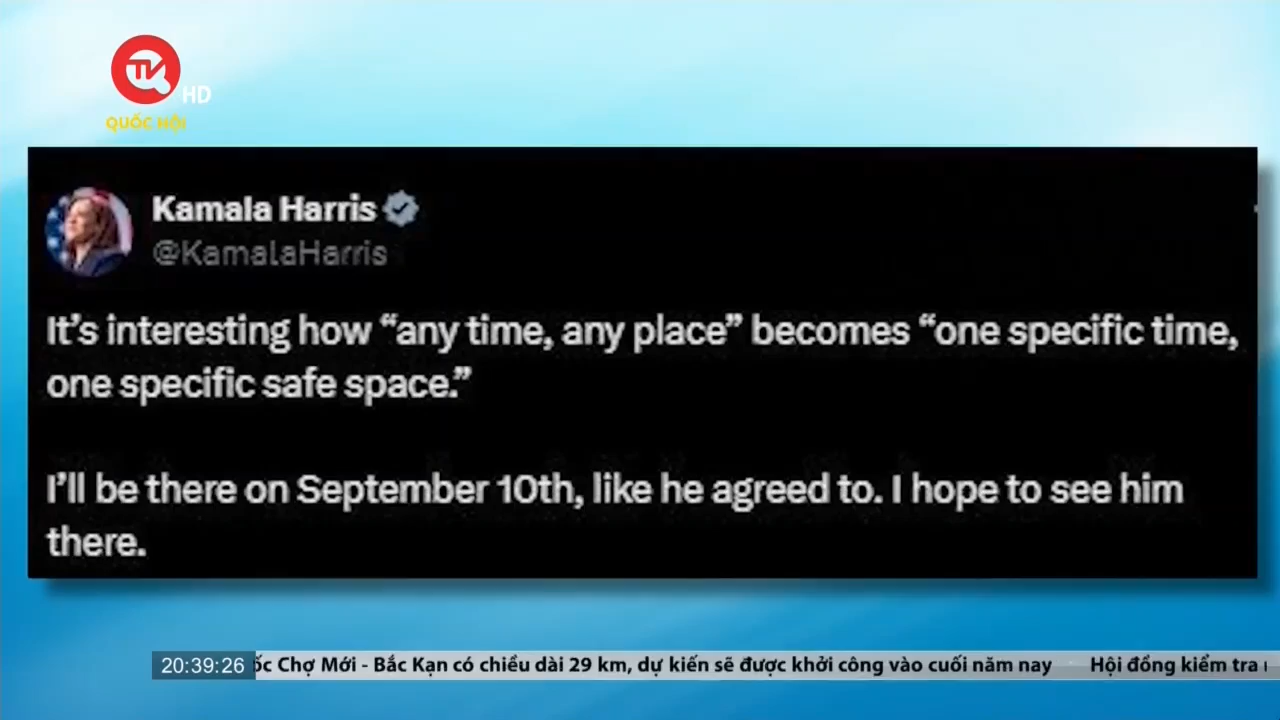 TV
HD
QUỐC HỘI
Kamala Harris
@KamalaHarris
It’s interesting how “any time, any place” becomes “one specific time,
one specific safe space.”
I’ll be there on September 10th, like he agreed to. I hope to see him
there.
20:39:26 ốc Chợ Mới - Bắc Kạn có chiều dài 29 km, dự kiến sẽ được khởi công vào cuối năm nay Hội đồng kiểm tra